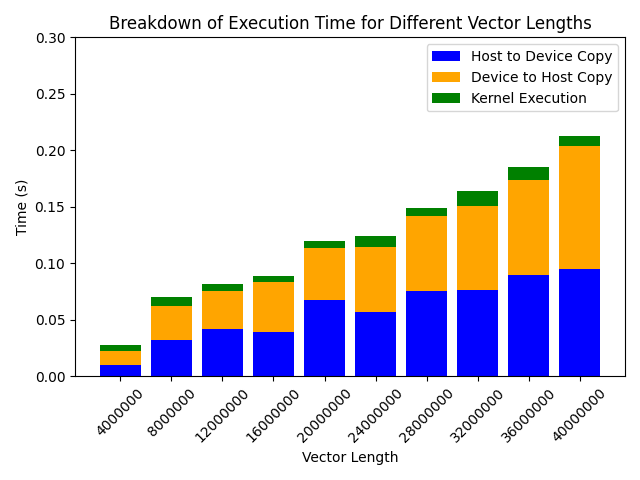 Breakdown of Execution Time for Different Vector Lengths
0.30
0.25
0.20
0.15
0.10
0.05
0.00
Time (s)
Host to Device Copy
Device to Host Copy
Kernel Execution
4000000
8000000
12000000
16000000
20000000
24000000
28000000
32000000
36000000
40000000
Vector Length